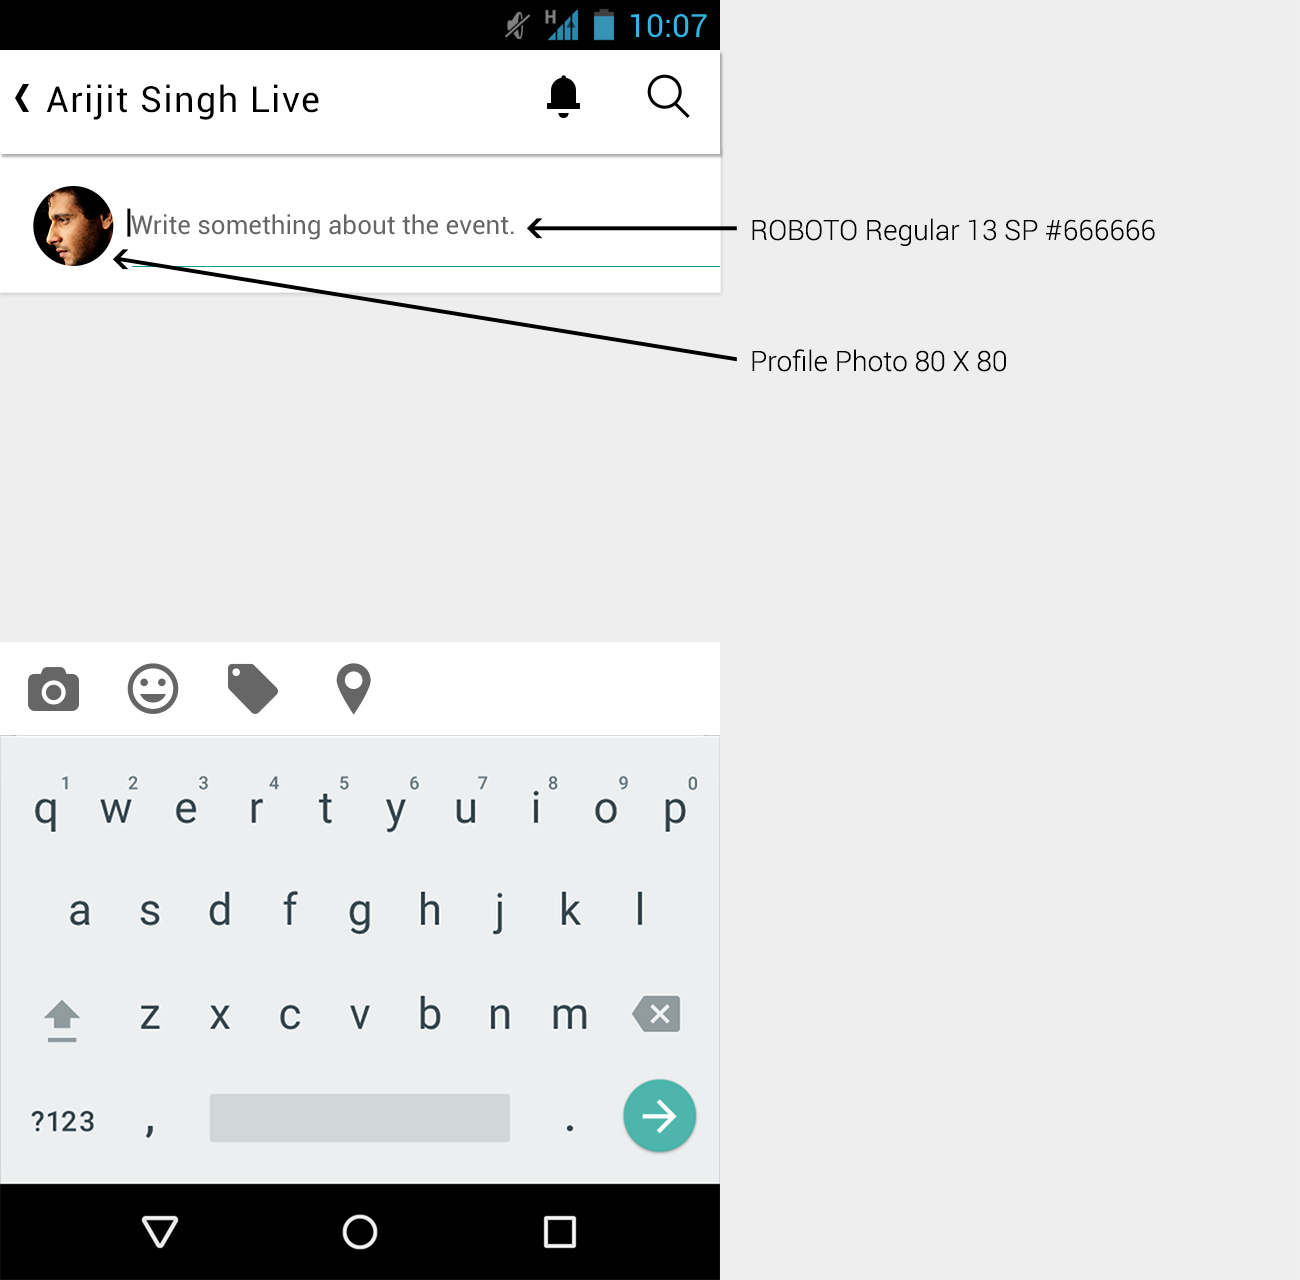 H 10:07
Arijit Singh Live
Write something about the event.
ROBOTO Regular 13 SP #666666
Profile Photo 80 X 80
1 2 3 4 5 6 7 8 9 0
q w e r t y u i o p
a s d f g h j k l
z x c v b n m
?123 , .